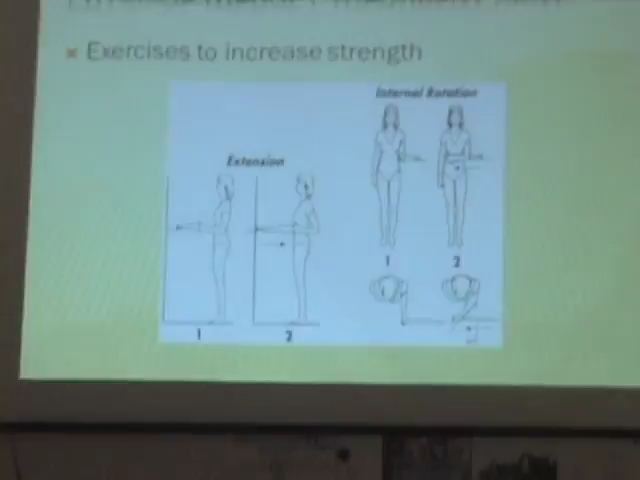 Exercises to increase strength
Internal Rotation
Extension
1
2
1
2